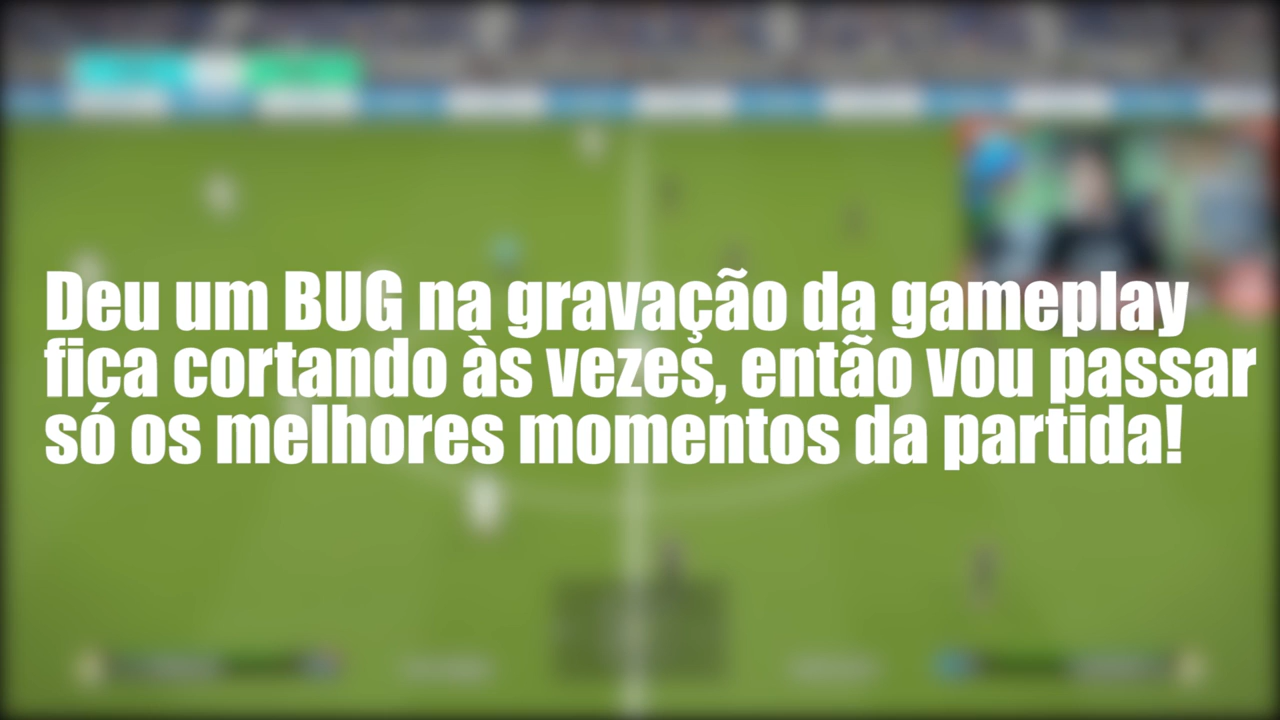 Deu um BUG na gravação da gameplay
fica cortando às vezes, então vou passar
só os melhores momentos da partida!